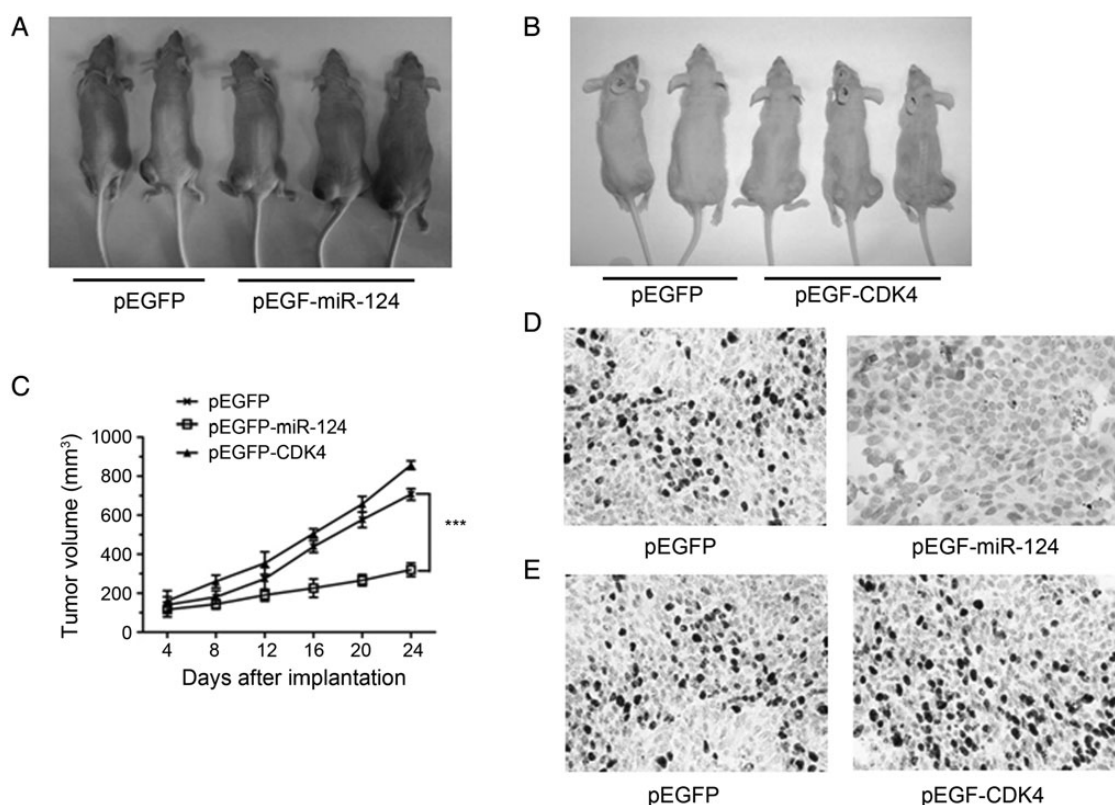 A
pEGFP
pEGF-miR-124
B
pEGFP
pEGF-CDK4
C
pEGFP
pEGFP-miR-124
pEGFP-CDK4
1000
800
600
400
200
0
Tumor volume (mm³)
***
4 8 12 16 20 24
Days after implantation
D
pEGFP
pEGF-miR-124
E
pEGFP
pEGF-CDK4